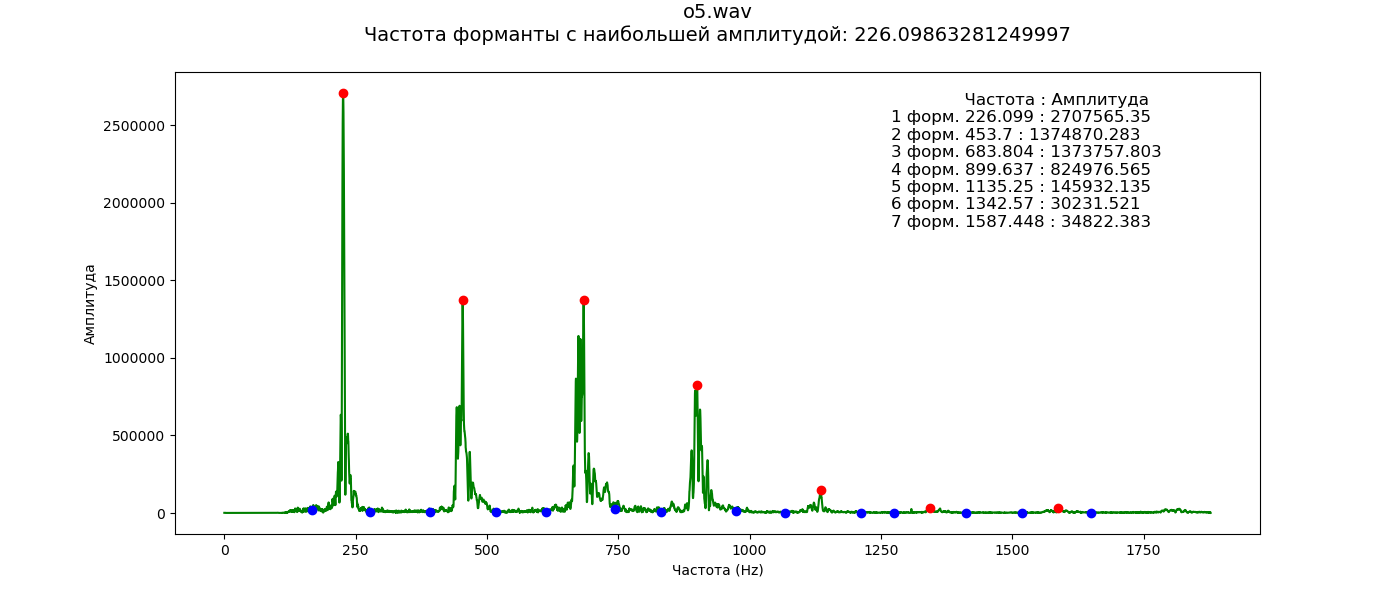 o5.wav
Частота форманты с наибольшей амплитудой: 226.09863281249997
Частота : Амплитуда
1 форм. 226.099 : 2707565.35
2 форм. 453.7 : 1374870.283
3 форм. 683.804 : 1373757.803
4 форм. 899.637 : 824976.565
5 форм. 1135.25 : 145932.135
6 форм. 1342.57 : 30231.521
7 форм. 1587.448 : 34822.383
Амплитуда
2500000
2000000
1500000
1000000
500000
0
0 250 500 750 1000 1250 1500 1750
Частота (Hz)